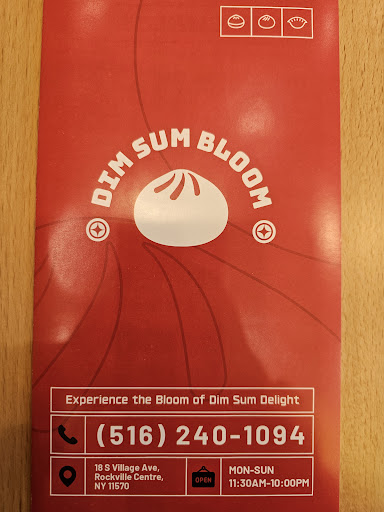 DIM SUM BLOOM
Experience the Bloom of Dim Sum Delight
(516) 240-1094
18 S Village Ave,
Rockville Centre,
NY 11570
OPEN
MON-SUN
11:30AM-10:00PM